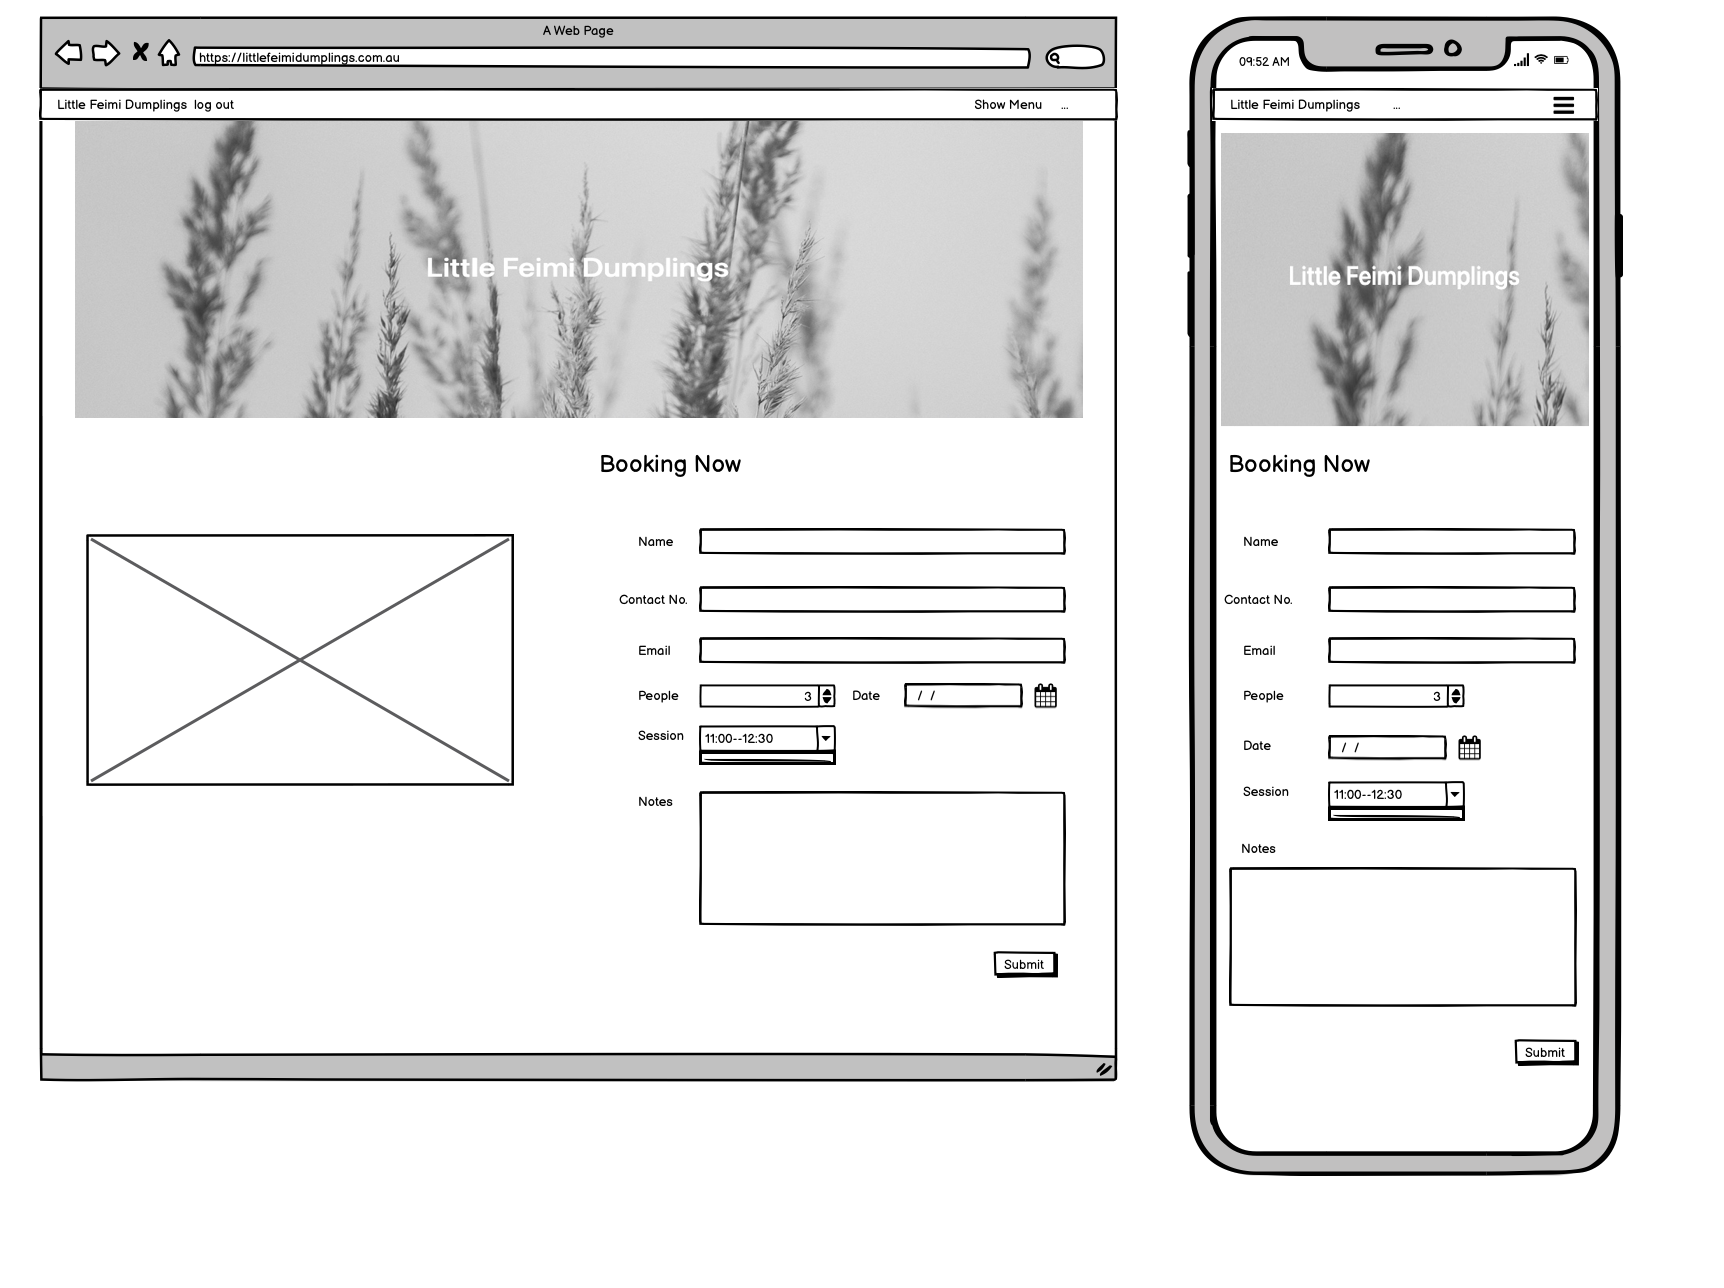 A Web Page
https://littlefeimidumplings.com.au
Little Feimi Dumplings log out Show Menu ...
Little Feimi Dumplings
Booking Now
Name
Contact No.
Email
People 3 Date / /
Session 11:00--12:30
Notes
Submit
09:52 AM
Little Feimi Dumplings ...
Little Feimi Dumplings
Booking Now
Name
Contact No.
Email
People 3
Date / /
Session 11:00--12:30
Notes
Submit